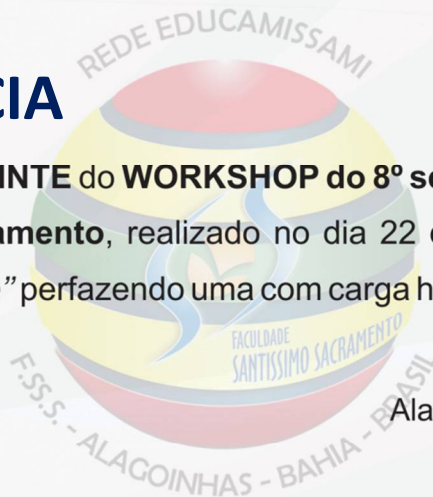 REDE EDUCAMISSAMI
CIA
INTE do WORKSHOP do 8º se
amento, realizado no dia 22
” perfazendo uma com carga h
FACULDADE
SANTISSIMO SACRAMENTO
Ala
F.SS.S. - ALAGOINHAS - BAHIA - BRASIL